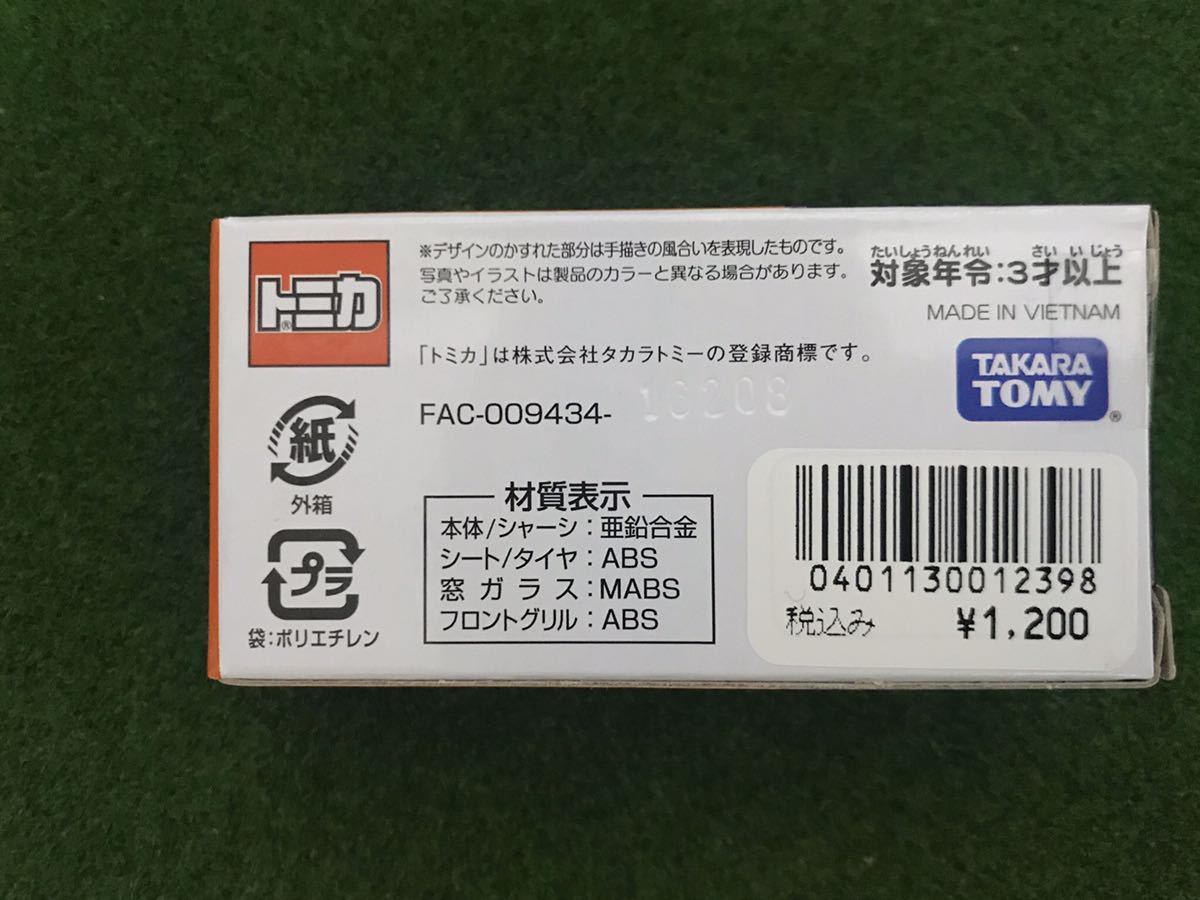 トミカ®
※デザインのかすれた部分は手描きの風合いを表現したものです。
写真やイラストは製品のカラーと異なる場合があります。
ご了承ください。
「トミカ」は株式会社タカラトミーの登録商標です。
FAC-009434- 16208
たいしょうねんれい さい いじょう
対象年令:3才以上
MADE IN VIETNAM
TAKARA
TOMY®
紙
外箱
プラ
袋:ポリエチレン
材質表示
本体/シャーシ:亜鉛合金
シート/タイヤ:ABS
窓ガラス:MABS
フロントグリル:ABS
0401130012398
税込み ¥1,200